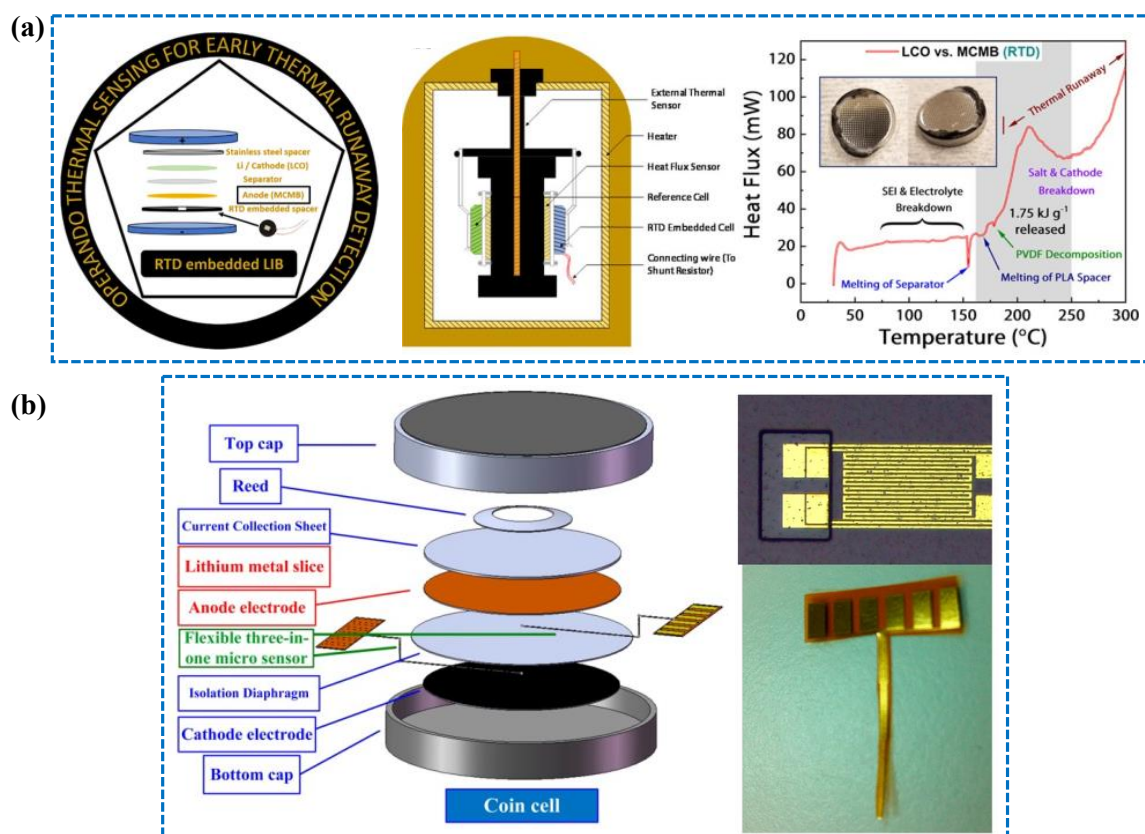 (a)
OPERANDO THERMAL SENSING FOR EARLY THERMAL RUNAWAY DETECTION
+
Stainless steel spacer
Li / Cathode (LCO)
Separator
Anode (MCMB)
RTD embedded spacer
-
RTD embedded LIB
External Thermal
Sensor
Heater
Heat Flux Sensor
Reference Cell
RTD Embedded Cell
Connecting wire (To
Shunt Resistor)
LCO vs. MCMB (RTD)
Heat Flux (mW)
120
100
80
60
40
20
0
Thermal Runaway
Salt & Cathode
Breakdown
SEI & Electrolyte
Breakdown
1.75 kJ g⁻¹
released
PVDF Decomposition
Melting of Separator
Melting of PLA Spacer
0 50 100 150 200 250 300
Temperature (°C)
(b)
Top cap
Reed
Current Collection Sheet
Lithium metal slice
Anode electrode
Flexible three-in-
one micro sensor
Isolation Diaphragm
Cathode electrode
Bottom cap
Coin cell